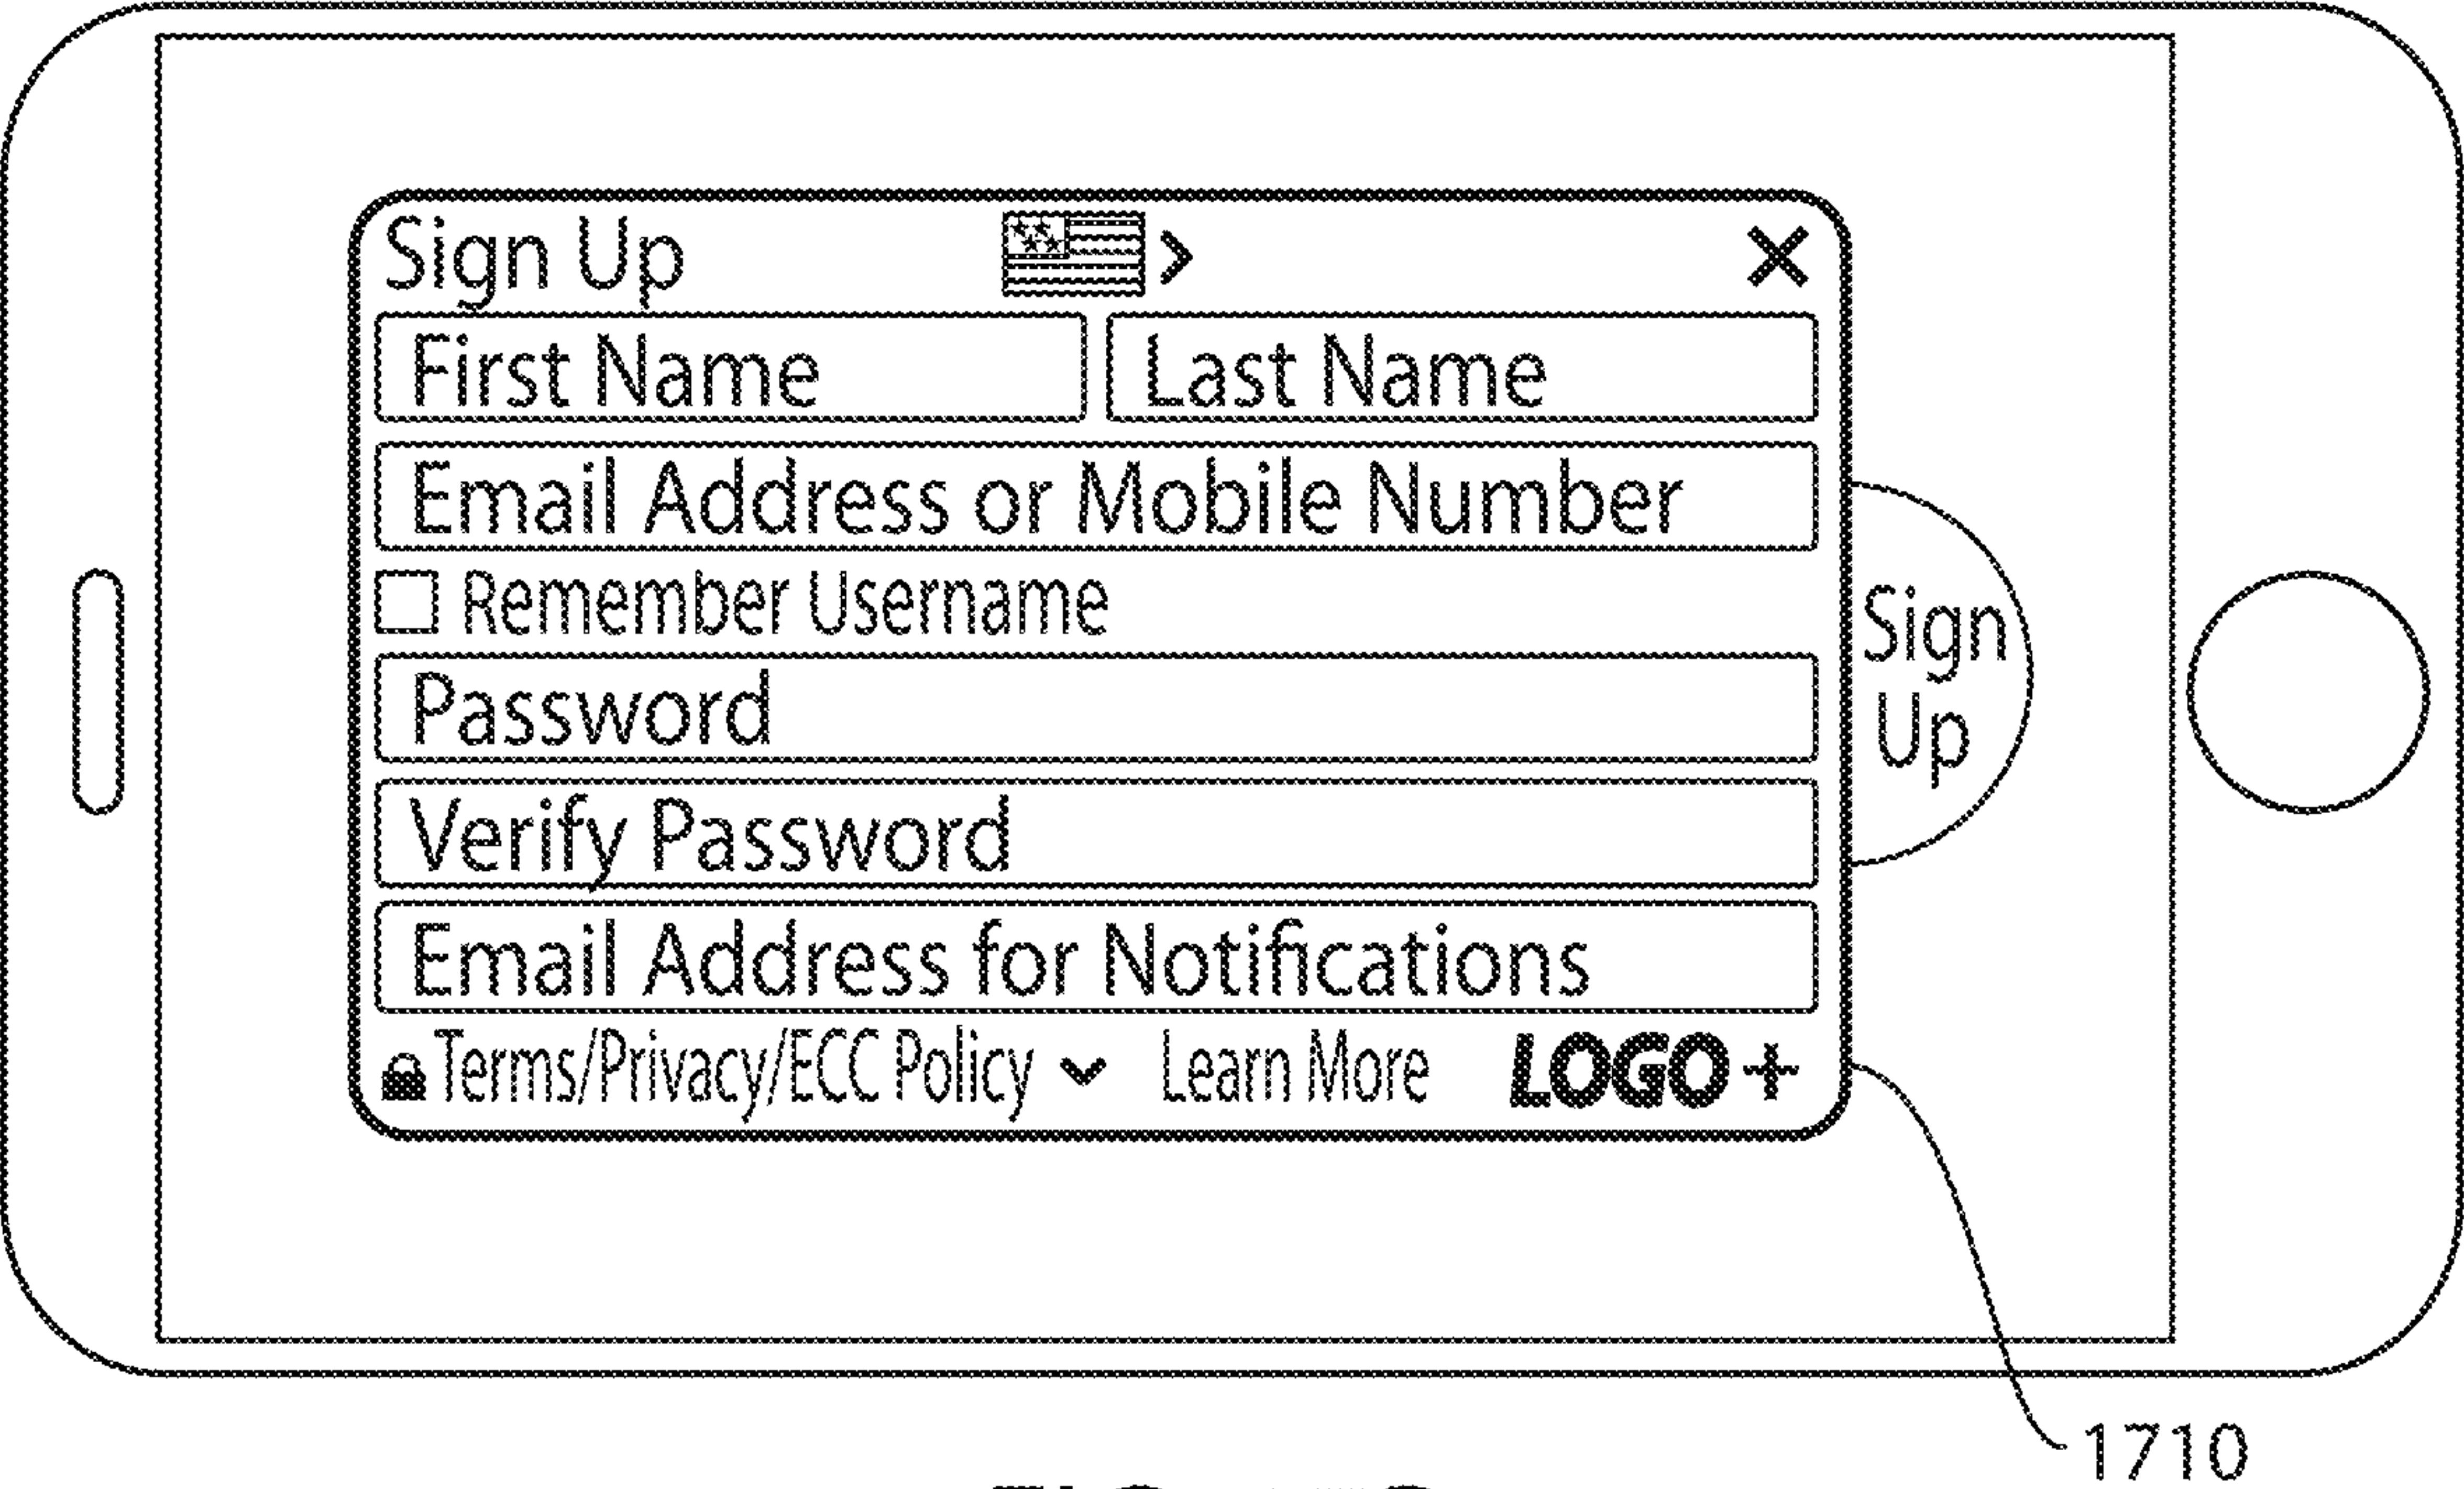 Sign Up > ×
First Name
Last Name
Email Address or Mobile Number
Remember Username
Password
Verify Password
Email Address for Notifications
Terms/Privacy/ECC Policy Learn More LOGO +
Sign
Up
1710